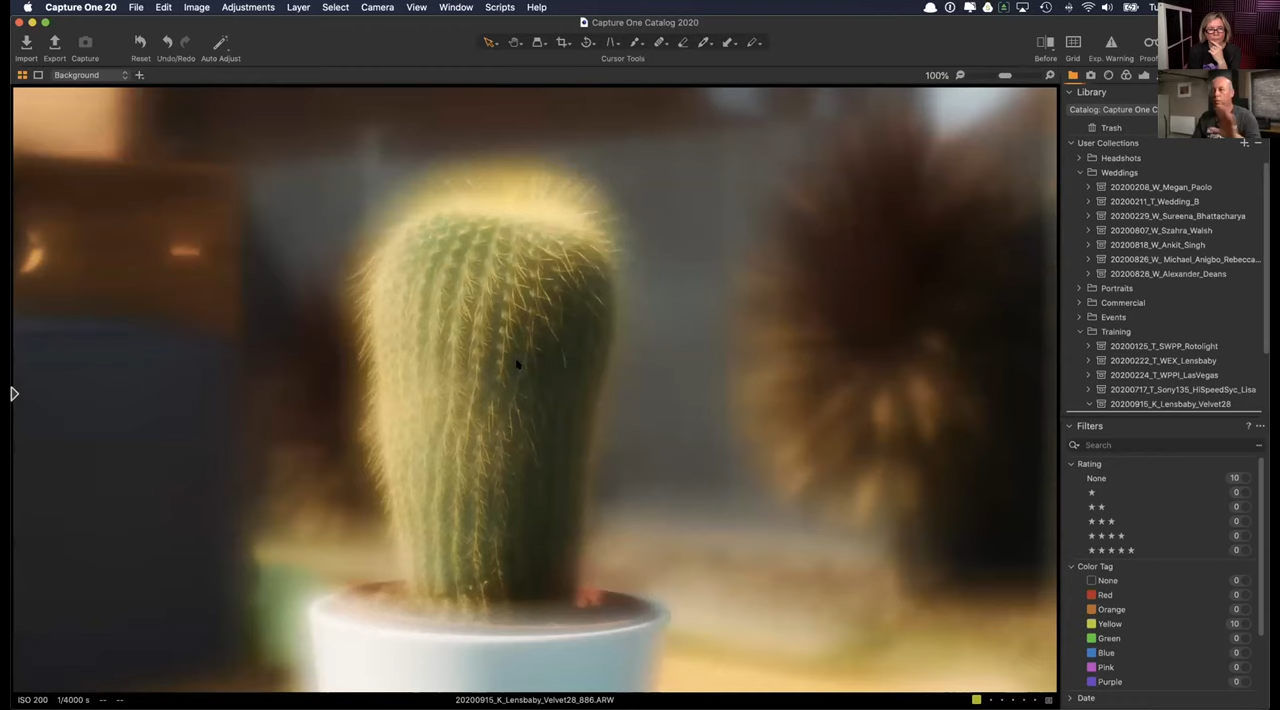 Capture One 20 File Edit Image Adjustments Layer Select Camera View Window Scripts Help
Capture One Catalog 2020
Import Export Capture Reset Undo/Redo Auto Adjust Cursor Tools Before Grid Exp. Warning
Background 100%
Library
Catalog: Capture One C
Trash
User Collections
Headshots
Weddings
20200208_W_Megan_Paolo
20200211_T_Wedding_B
20200229_W_Sureena_Bhattacharya
20200807_W_Szahra_Walsh
20200818_W_Ankit_Singh
20200826_W_ Michael_Anigbo_Rebecca...
20200828_W_Alexander_Deans
Portraits
Commercial
Events
Training
20200125_T_SWPP_Rotolight
20200222_T_WEX_Lensbaby
20200224_T_WPPI_LasVegas
20200717_T_Sony135_HiSpeedSyc_Lisa
20200915_K_Lensbaby_Velvet28
Filters ? ...
Search
Rating
None 10
0
0
0
0
0
Color Tag
None 0
Red 0
Orange 0
Yellow 10
Green 0
Blue 0
Pink 0
Purple 0
Date
ISO 200 1/4000 s -- -- 20200915_K_Lensbaby_Velvet28_886.ARW